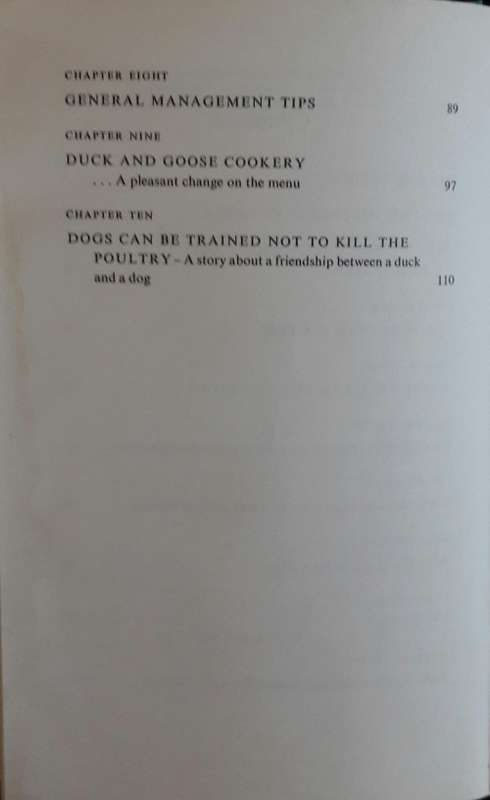 CHAPTER EIGHT
GENERAL MANAGEMENT TIPS 89
CHAPTER NINE
DUCK AND GOOSE COOKERY
... A pleasant change on the menu 97
CHAPTER TEN
DOGS CAN BE TRAINED NOT TO KILL THE
POULTRY – A story about a friendship between a duck
and a dog 110